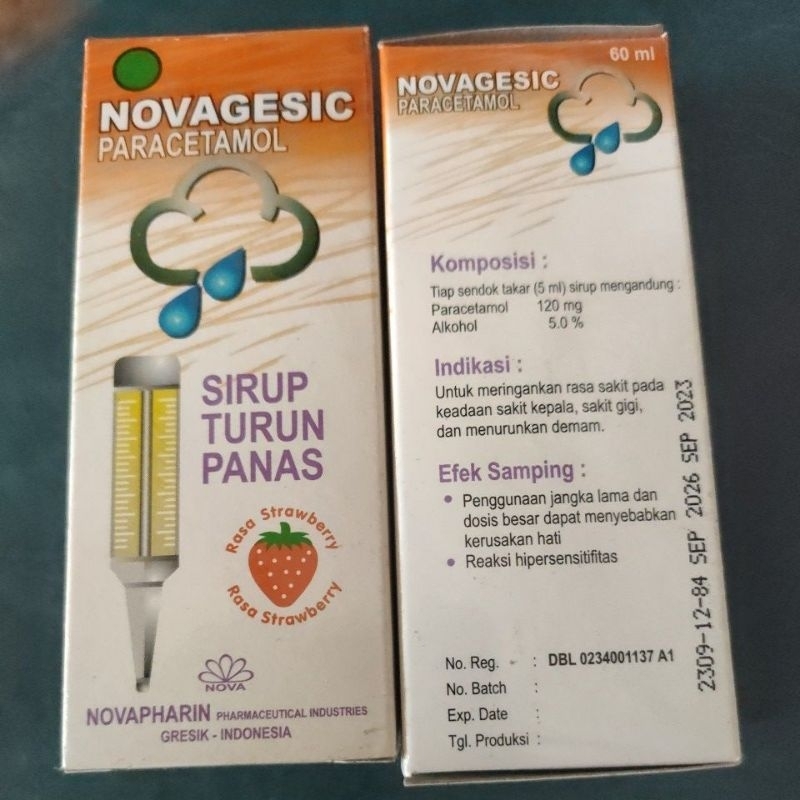 NOVAGESIC
PARACETAMOL
SIRUP
TURUN
PANAS
Rasa Strawberry
Rasa Strawberry
NOVA
NOVAPHARIN PHARMACEUTICAL INDUSTRIES
GRESIK - INDONESIA
60 ml
NOVAGESIC
PARACETAMOL
Komposisi :
Tiap sendok takar (5 ml) sirup mengandung :
Paracetamol 120 mg
Alkohol 5.0 %
Indikasi :
Untuk meringankan rasa sakit pada
keadaan sakit kepala, sakit gigi,
dan menurunkan demam.
Efek Samping :
• Penggunaan jangka lama dan
dosis besar dapat menyebabkan
kerusakan hati
• Reaksi hipersensitifitas
No. Reg. : DBL 0234001137 A1
No. Batch :
Exp. Date :
Tgl. Produksi :
2309-12-84 SEP 2026 SEP 2023